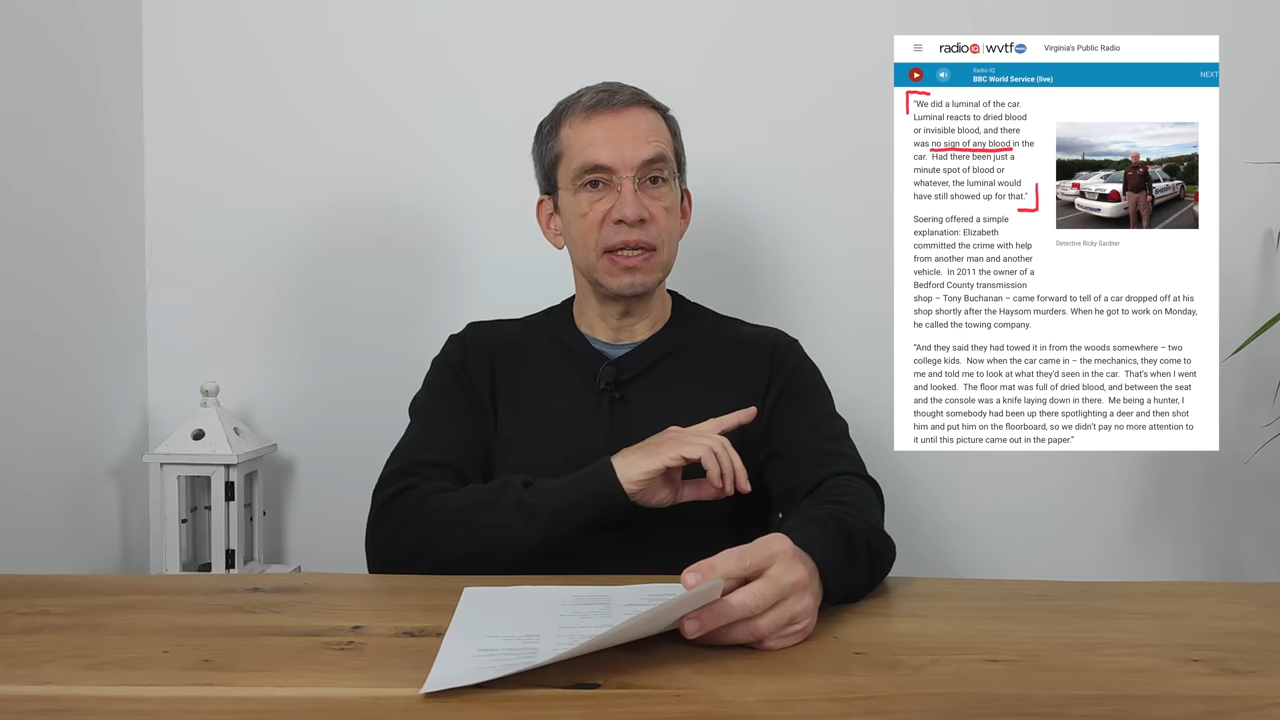 radio IQ | wvtf Virginia's Public Radio
Radio IQ
BBC World Service (live)
NEXT
"We did a luminal of the car.
Luminal reacts to dried blood
or invisible blood, and there
was no sign of any blood in the
car. Had there been just a
minute spot of blood or
whatever, the luminal would
have still showed up for that."
Soering offered a simple
explanation: Elizabeth
committed the crime with help
from another man and another
vehicle. In 2011 the owner of a
Bedford County transmission
shop – Tony Buchanan – came forward to tell of a car dropped off at his
shop shortly after the Haysom murders. When he got to work on Monday,
he called the towing company.
"And they said they had towed it in from the woods somewhere – two
college kids. Now when the car came in – the mechanics, they come to
me and told me to look at what they'd seen in the car. That's when I went
and looked. The floor mat was full of dried blood, and between the seat
and the console was a knife laying down in there. Me being a hunter, I
thought somebody had been up there spotlighting a deer and then shot
him and put him on the floorboard, so we didn't pay no more attention to
it until this picture came out in the paper."
SHERIFF
Detective Ricky Gardner